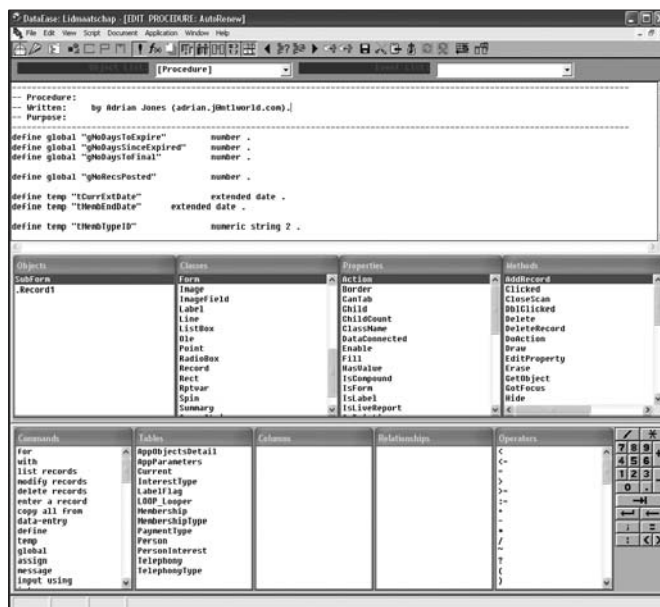 DataEase: Lidmaatschap - [EDIT PROCEDURE: AutoRenew]
File Edit View Script Document Application Window Help
[Procedure]
-- Procedure:
-- Written: by Adrian Jones (adrian.j@ntlworld.com).
-- Purpose:
define global "gNoDaysToExpire" number .
define global "gNoDaysSinceExpired" number .
define global "gNoDaysToFinal" number .
define global "gNoRecsPosted" number .
define temp "tCurrExtDate" extended date .
define temp "tMembEndDate" extended date .
define temp "tMembTypeID" numeric string 2 .
Objects
SubForm
.Record1
Classes
Form
Image
ImageField
Label
Line
ListBox
Ole
Point
RadioBox
Record
Rect
Rptvar
Spin
Summary
Properties
Action
Border
CanTab
Child
ChildCount
ClassName
DataConnected
Enable
Fill
HasValue
IsCompound
IsForm
IsLabel
IsLiveReport
Methods
AddRecord
Clicked
CloseScan
DblClicked
Delete
DeleteRecord
DoAction
Draw
EditProperty
Erase
GetObject
GotFocus
Hide
Commands
for
with
list records
modify records
delete records
enter a record
copy all from
data-entry
define
temp
global
assign
message
input using
Tables
AppObjectsDetail
AppParameters
Current
InterestType
LabelFlag
LOOP_Looper
Membership
MembershipType
PaymentType
Person
PersonInterest
Telephony
TelephonyType
Columns
Relationships
Operators
<
<=
=
>
>=
:=
+
-
*
/
~
?
(
)
/ *
7 8 9
4 5 6
1 2 3
0 .
; =
: < >